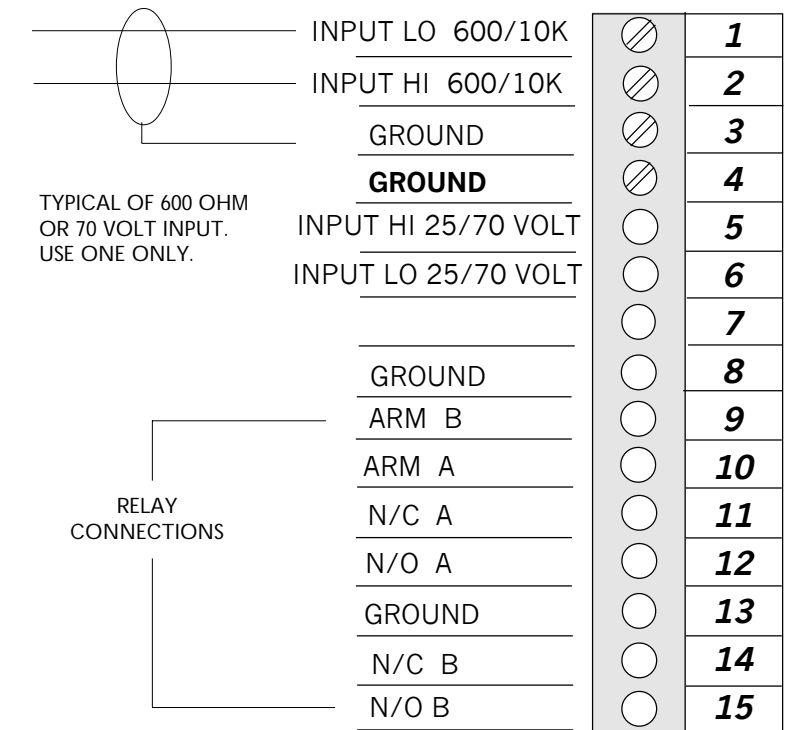 INPUT LO 600/10K 1
INPUT HI 600/10K 2
GROUND 3
GROUND 4
TYPICAL OF 600 OHM
OR 70 VOLT INPUT.
USE ONE ONLY.
INPUT HI 25/70 VOLT 5
INPUT LO 25/70 VOLT 6
7
GROUND 8
ARM B 9
ARM A 10
RELAY
CONNECTIONS
N/C A 11
N/O A 12
GROUND 13
N/C B 14
N/O B 15